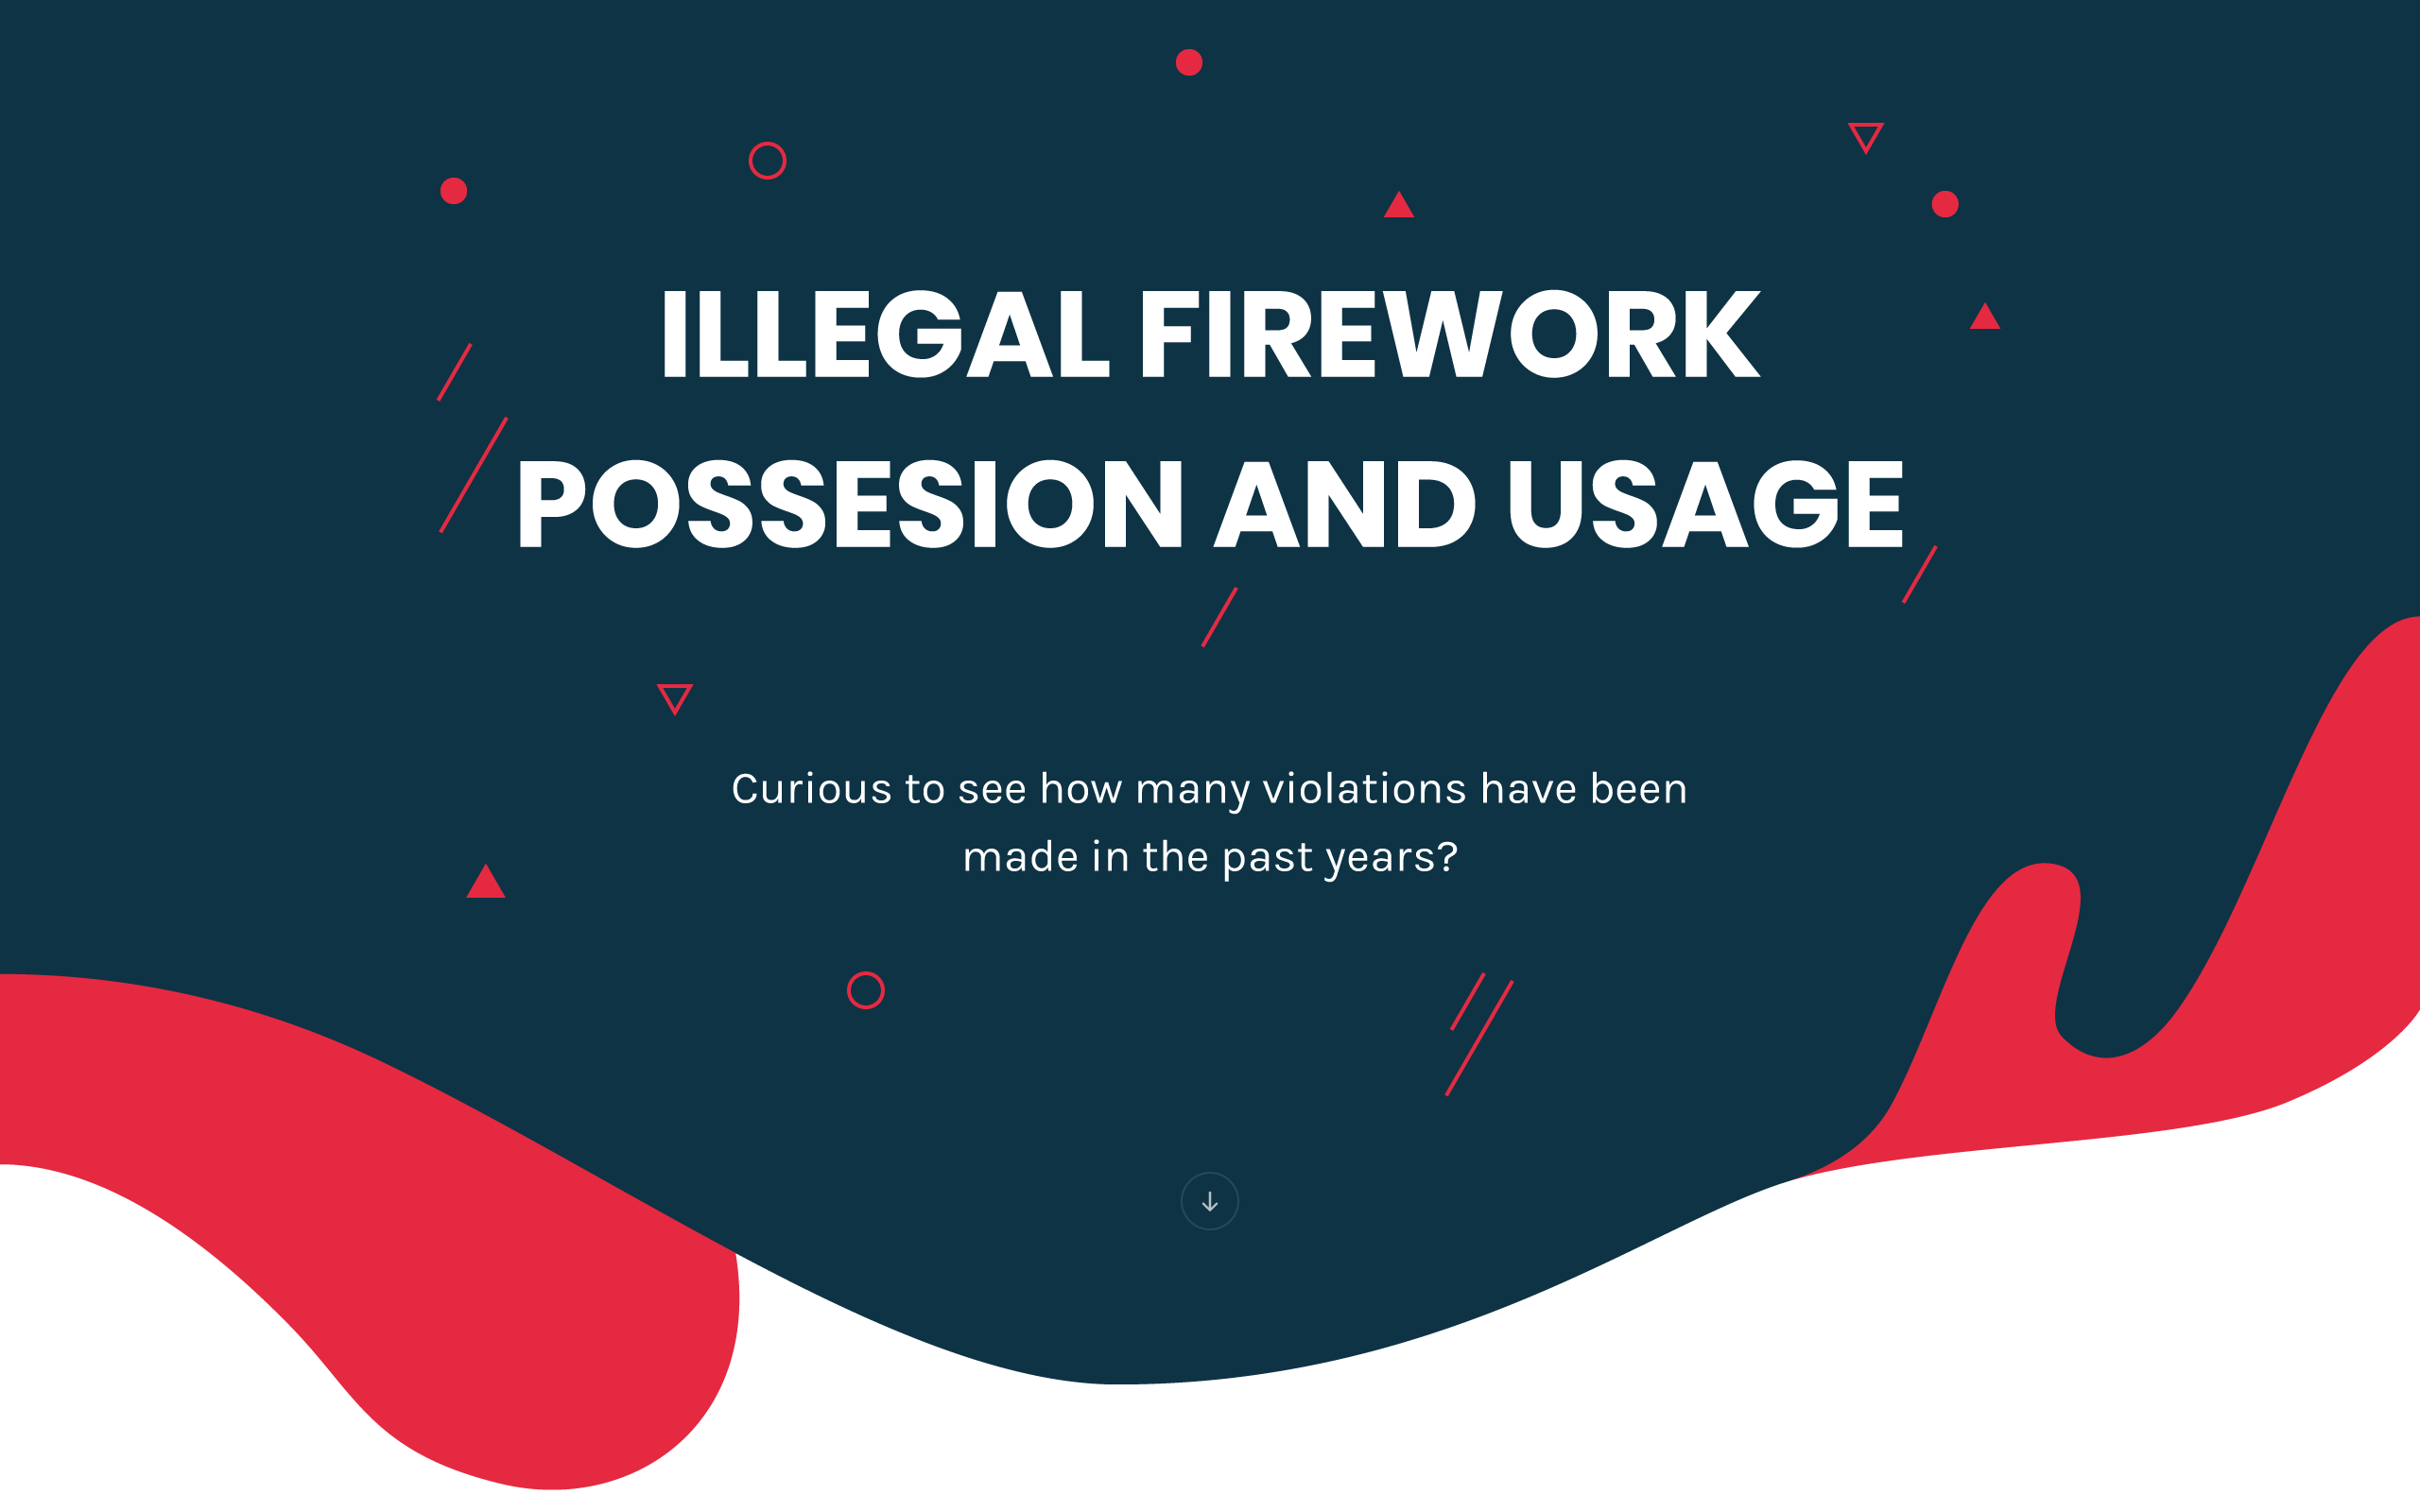 ILLEGAL FIREWORK
POSSESION AND USAGE
Curious to see how many violations have been
made in the past years?